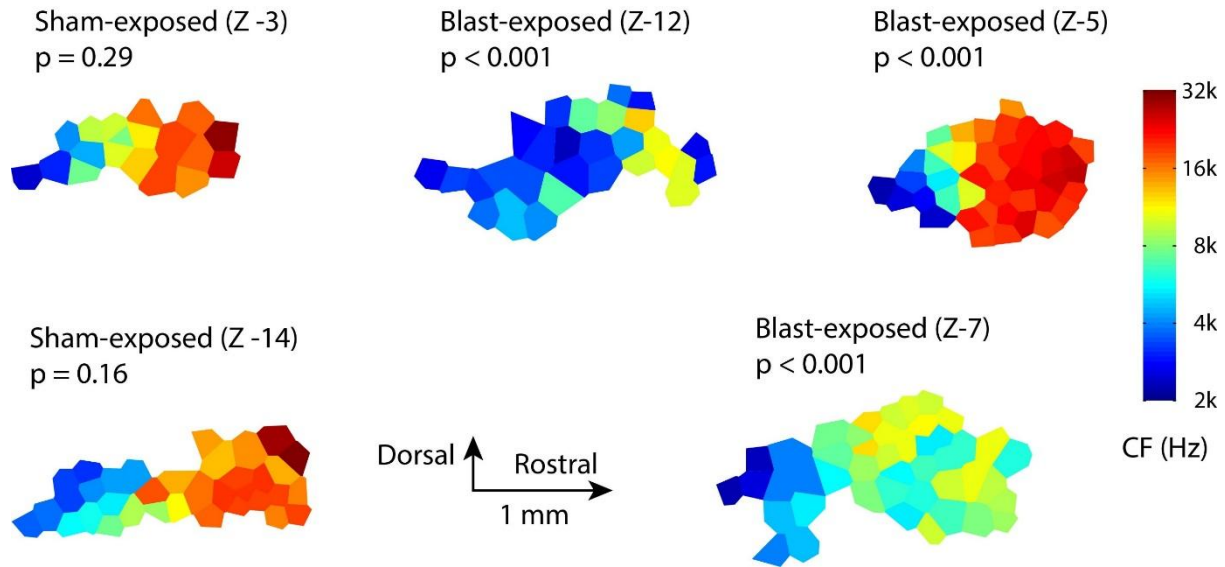 Sham-exposed (Z -3)
p = 0.29
Blast-exposed (Z-12)
p < 0.001
Blast-exposed (Z-5)
p < 0.001
32k
16k
8k
4k
2k
CF (Hz)
Sham-exposed (Z -14)
p = 0.16
Dorsal
Rostral
1 mm
Blast-exposed (Z-7)
p < 0.001